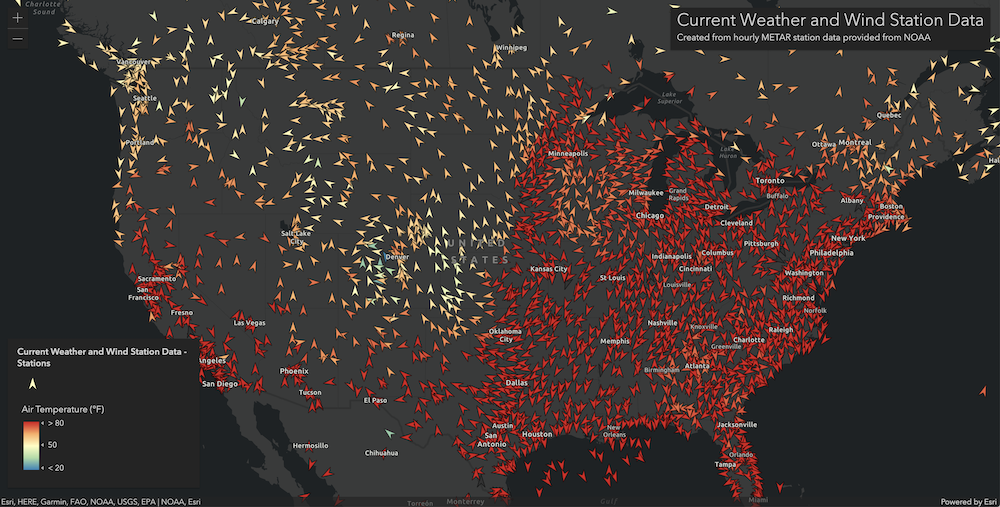 Charlotte
Sound
+
−
Calgary
Regina
Winnipeg
Current Weather and Wind Station Data
Created from hourly METAR station data provided from NOAA
Vancouver
Seattle
Portland
Lake
Superior
Quebec
Ottawa
Montreal
Minneapolis
Lake
Huron
Toronto
Milwaukee
Grand
Rapids
Buffalo
Albany
Boston
Providence
Chicago
Detroit
Cleveland
New York
Salt Lake
City
Denver
UNITED
STATES
Pittsburgh
Philadelphia
Indianapolis
Columbus
Kansas City
Cincinnati
Washington
Sacramento
San
Francisco
St Louis
Louisville
Richmond
Norfolk
Fresno
Las Vegas
Oklahoma
City
Nashville
Knoxville
Raleigh
Memphis
Greenville
Charlotte
Current Weather and Wind Station Data -
Stations
Angeles
San Diego
Phoenix
Tucson
El Paso
Dallas
Birmingham
Atlanta
Air Temperature (°F)
> 80
50
< 20
Austin
San
Antonio
Houston
New
Orleans
Jacksonville
Hermosillo
Chihuahua
Orlando
Tampa
Miami
Torreón
Monterrey
Gulf
Esri, HERE, Garmin, FAO, NOAA, USGS, EPA | NOAA, Esri
Powered by Esri